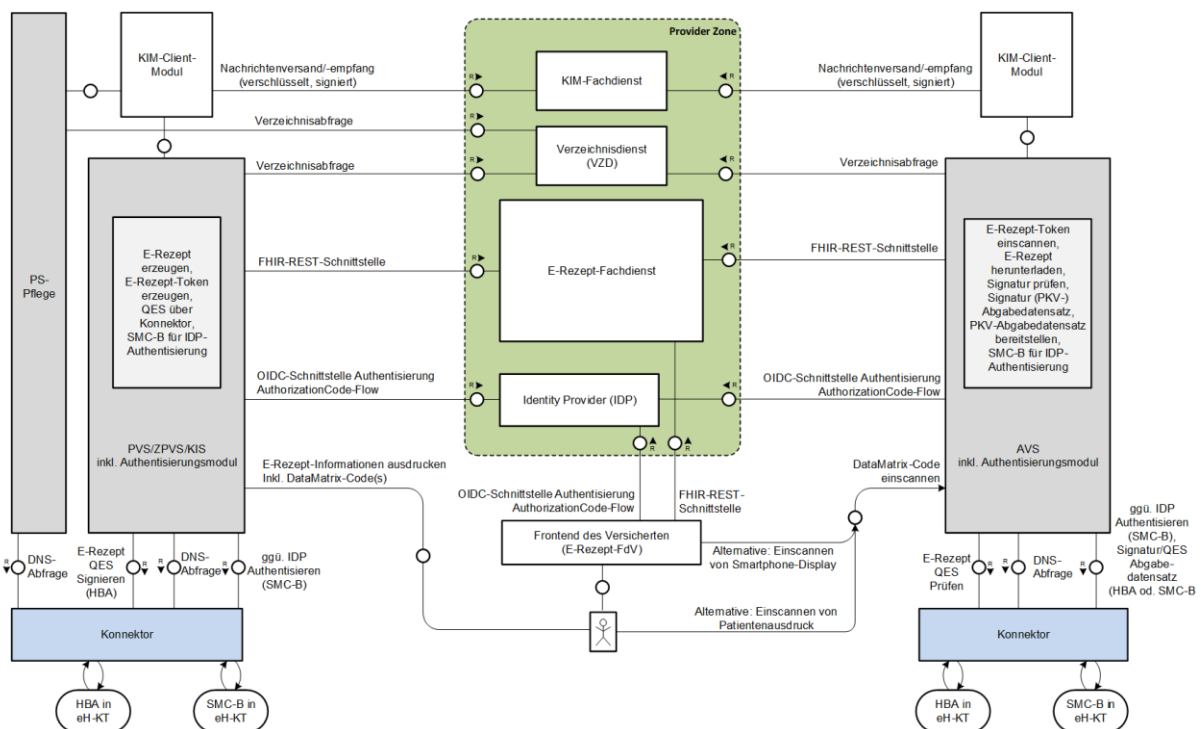 Provider Zone
KIM-Client-
Modul
Nachrichtenversand/-empfang
(verschlüsselt, signiert)
KIM-Fachdienst
Nachrichtenversand/-empfang
(verschlüsselt, signiert)
KIM-Client-
Modul
R
R
Verzeichnisabfrage
R
Verzeichnisdienst
(VZD)
Verzeichnisabfrage
R
R
Verzeichnisabfrage
PS-
Pflege
E-Rezept
erzeugen,
E-Rezept-Token
erzeugen,
QES über
Konnektor,
SMC-B für IDP-
Authentisierung
PVS/ZPVS/KIS
inkl. Authentisierungsmodul
FHIR-REST-Schnittstelle
R
E-Rezept-Fachdienst
R
FHIR-REST-Schnittstelle
E-Rezept-Token
einscannen,
E-Rezept
herunterladen,
Signatur prüfen,
Signatur (PKV-)
Abgabedatensatz,
PKV-Abgabedatensatz
bereitstellen,
SMC-B für IDP-
Authentisierung
AVS
inkl. Authentisierungsmodul
OIDC-Schnittstelle Authentisierung
AuthorizationCode-Flow
R
Identity Provider (IDP)
R
OIDC-Schnittstelle Authentisierung
AuthorizationCode-Flow
R
R
E-Rezept-Informationen ausdrucken
Inkl. DataMatrix-Code(s)
OIDC-Schnittstelle Authentisierung
AuthorizationCode-Flow
FHIR-REST-
Schnittstelle
DataMatrix-Code
einscannen
Frontend des Versicherten
(E-Rezept-FdV)
Alternative: Einscannen
von Smartphone-Display
Alternative: Einscannen von
Patientenausdruck
R
DNS-
Abfrage
E-Rezept
QES
Signieren
(HBA)
R
DNS-
Abfrage
R
R
ggü. IDP
Authentisieren
(SMC-B)
E-Rezept
QES
Prüfen
R
DNS-
Abfrage
R
R
ggü. IDP
Authentisieren
(SMC-B),
Signatur/QES
Abgabe-
datensatz
(HBA od. SMC-B
Konnektor
Konnektor
HBA in
eH-KT
SMC-B in
eH-KT
HBA in
eH-KT
SMC-B in
eH-KT